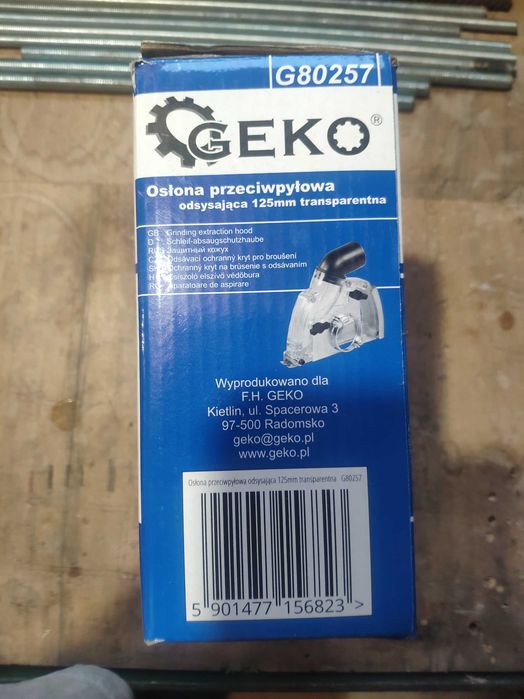 G80257
GEKO ®
Osłona przeciwpyłowa
odsysająca 125mm transparentna
GB Grinding extraction hood
D Schleif-absaugschutzhaube
Защитный кожух
Odsávací ochranný kryt pro broušení
Ochranný kryt na brúsenie s odsávaním
H Csiszoló elszívó védőbúra
Aparatoare de aspirare
Wyprodukowano dla
F.H. GEKO
Kietlin, ul. Spacerowa 3
97-500 Radomsko
geko@geko.pl
www.geko.pl
Osłona przeciwpyłowa odsysająca 125mm transparentna G80257
5 901477 156823 >